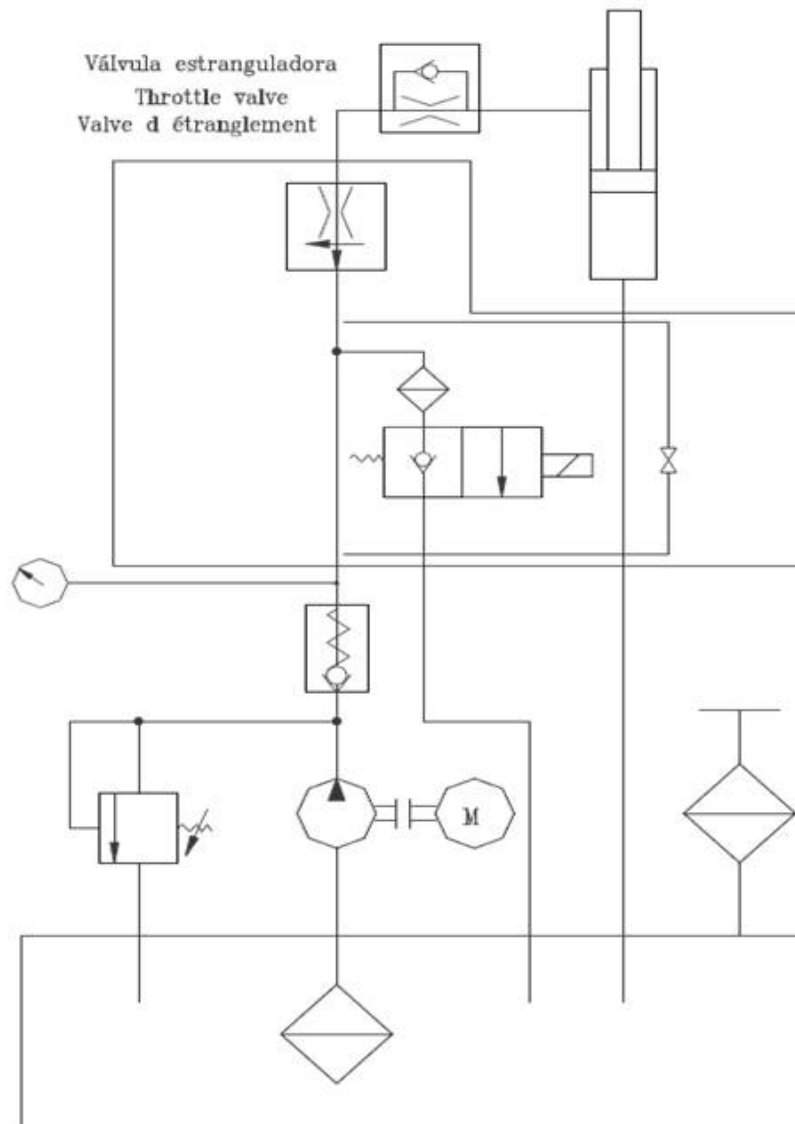 Válvula estranguladora
Throttle valve
Valve d étranglement
M